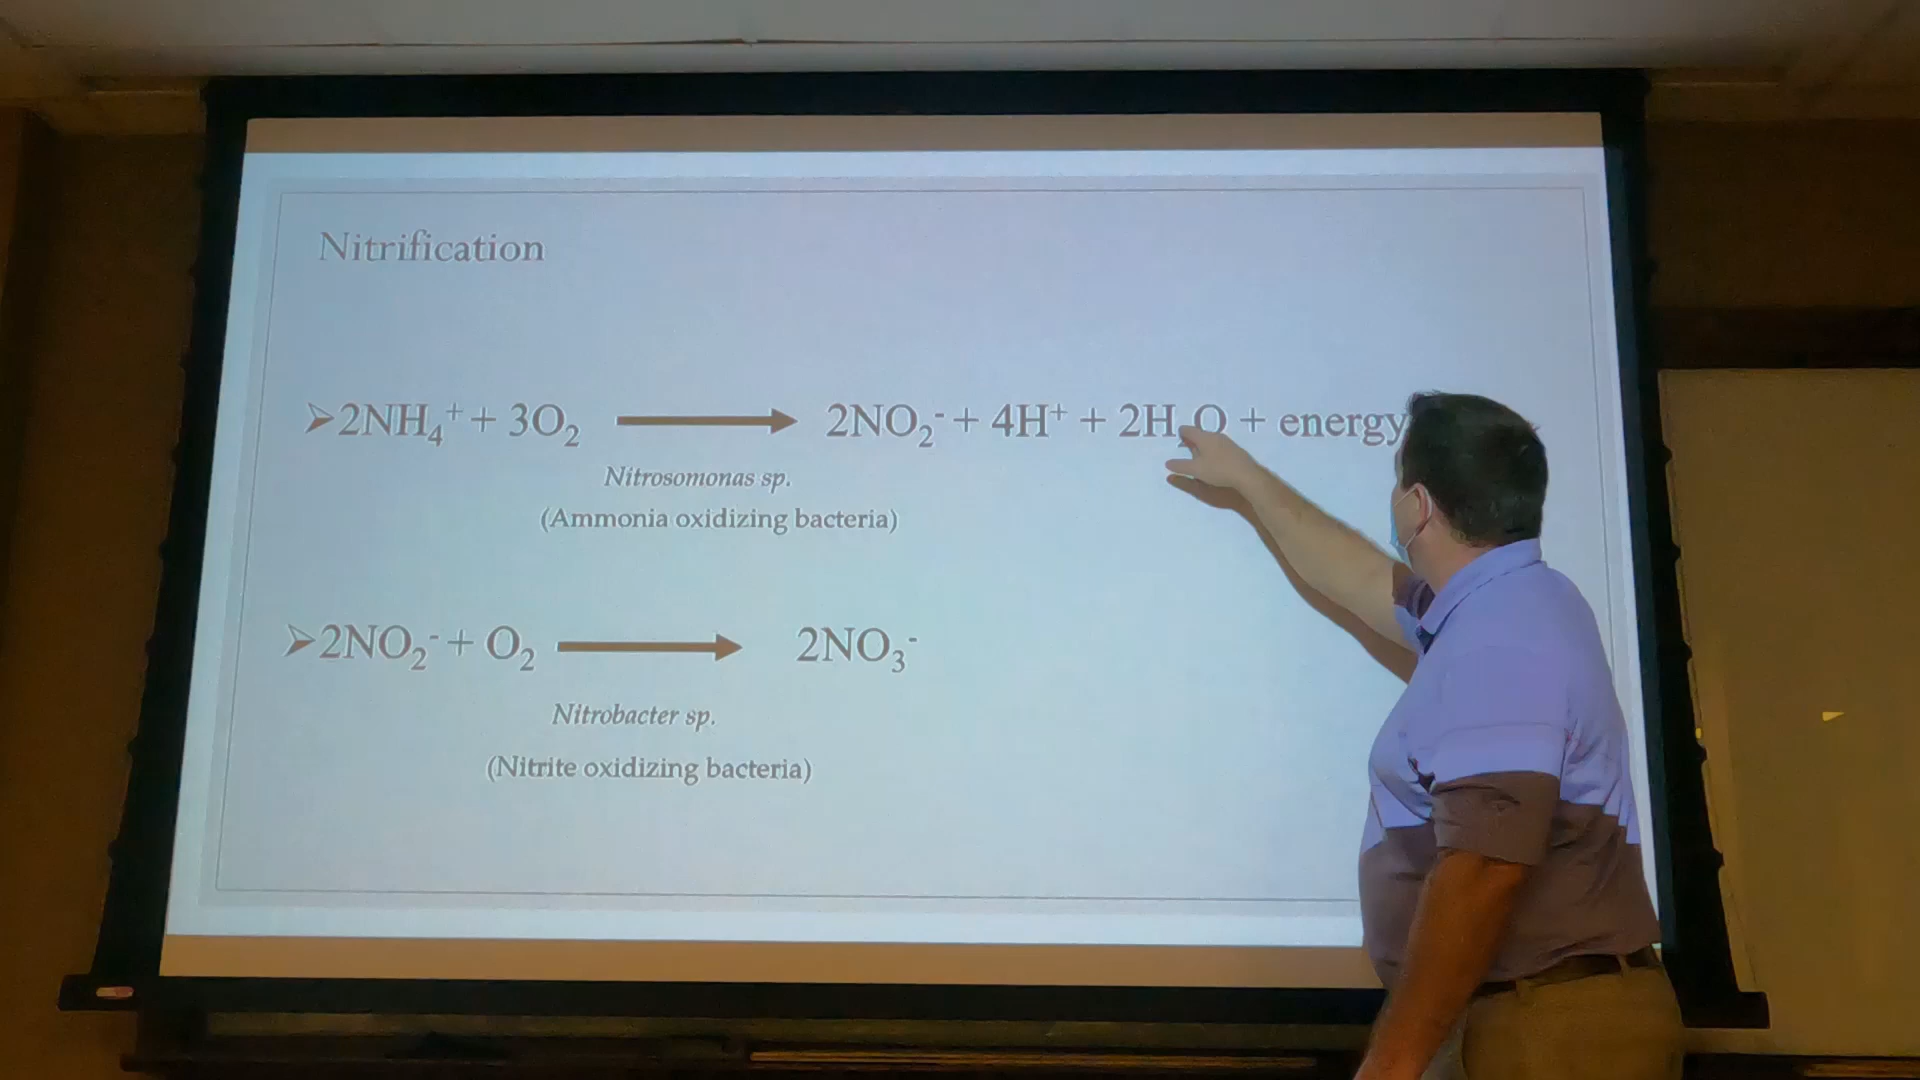 Nitrification
➢2NH₄⁺ + 3O₂ ⟶ 2NO₂⁻ + 4H⁺ + 2H₂O + energy
Nitrosomonas sp.
(Ammonia oxidizing bacteria)
➢2NO₂⁻ + O₂ ⟶ 2NO₃⁻
Nitrobacter sp.
(Nitrite oxidizing bacteria)